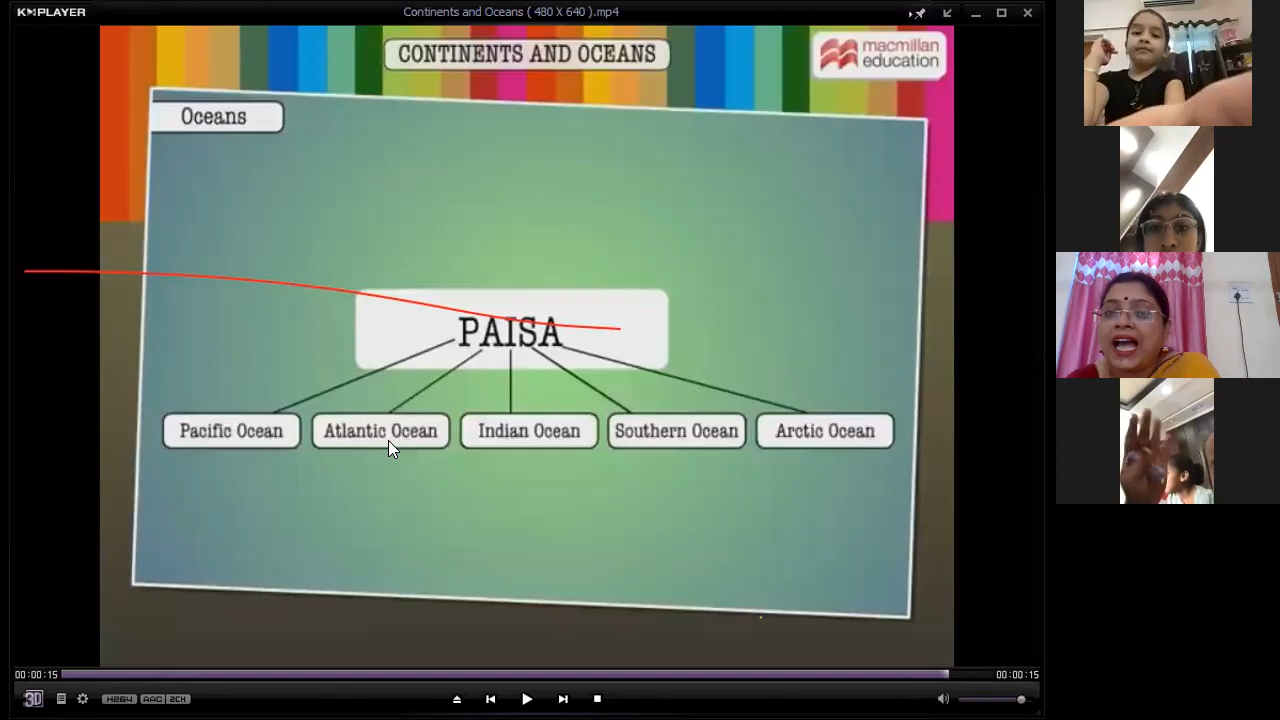 KMPLAYER
Continents and Oceans ( 480 X 640 ).mp4
CONTINENTS AND OCEANS
macmillan
education
Oceans
PAISA
Pacific Ocean
Atlantic Ocean
Indian Ocean
Southern Ocean
Arctic Ocean
00:00:15
00:00:15
3D
H264
AAC
2CH